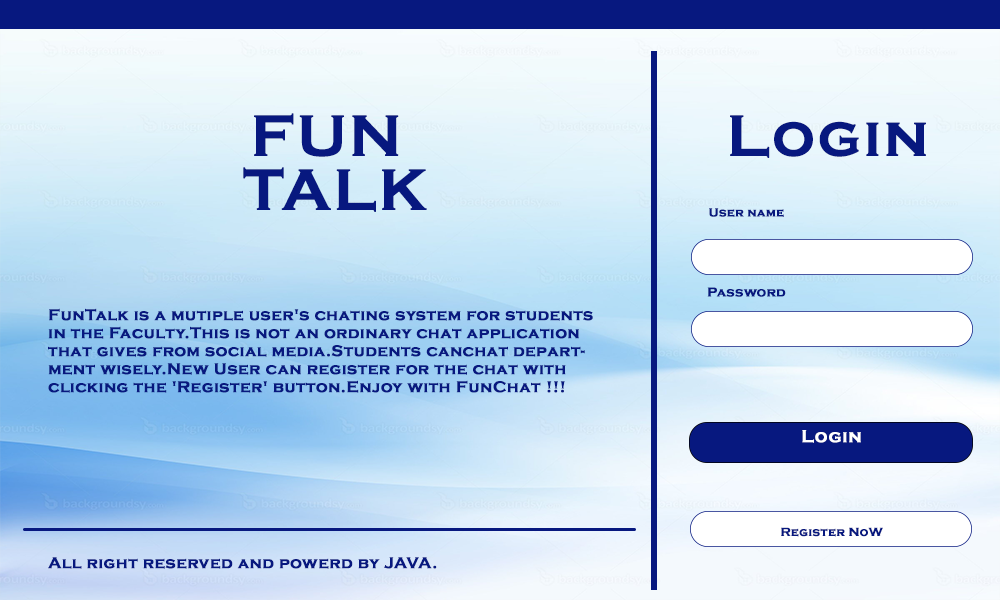 FUN
TALK
FunTalk is a mutiple user's chating system for students
in the Faculty.This is not an ordinary chat application
that gives from social media.Students canchat depart-
ment wisely.New User can register for the chat with
clicking the 'Register' button.Enjoy with FunChat !!!
All right reserved and powerd by JAVA.
Login
User name
Password
Login
Register NoW
backgroundsy